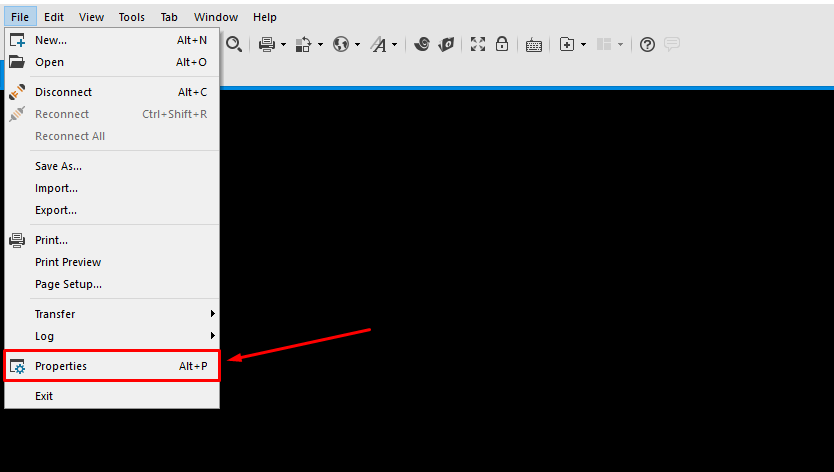 File Edit View Tools Tab Window Help
New... Alt+N
Open Alt+O
Disconnect Alt+C
Reconnect Ctrl+Shift+R
Reconnect All
Save As...
Import...
Export...
Print...
Print Preview
Page Setup...
Transfer
Log
Properties Alt+P
Exit